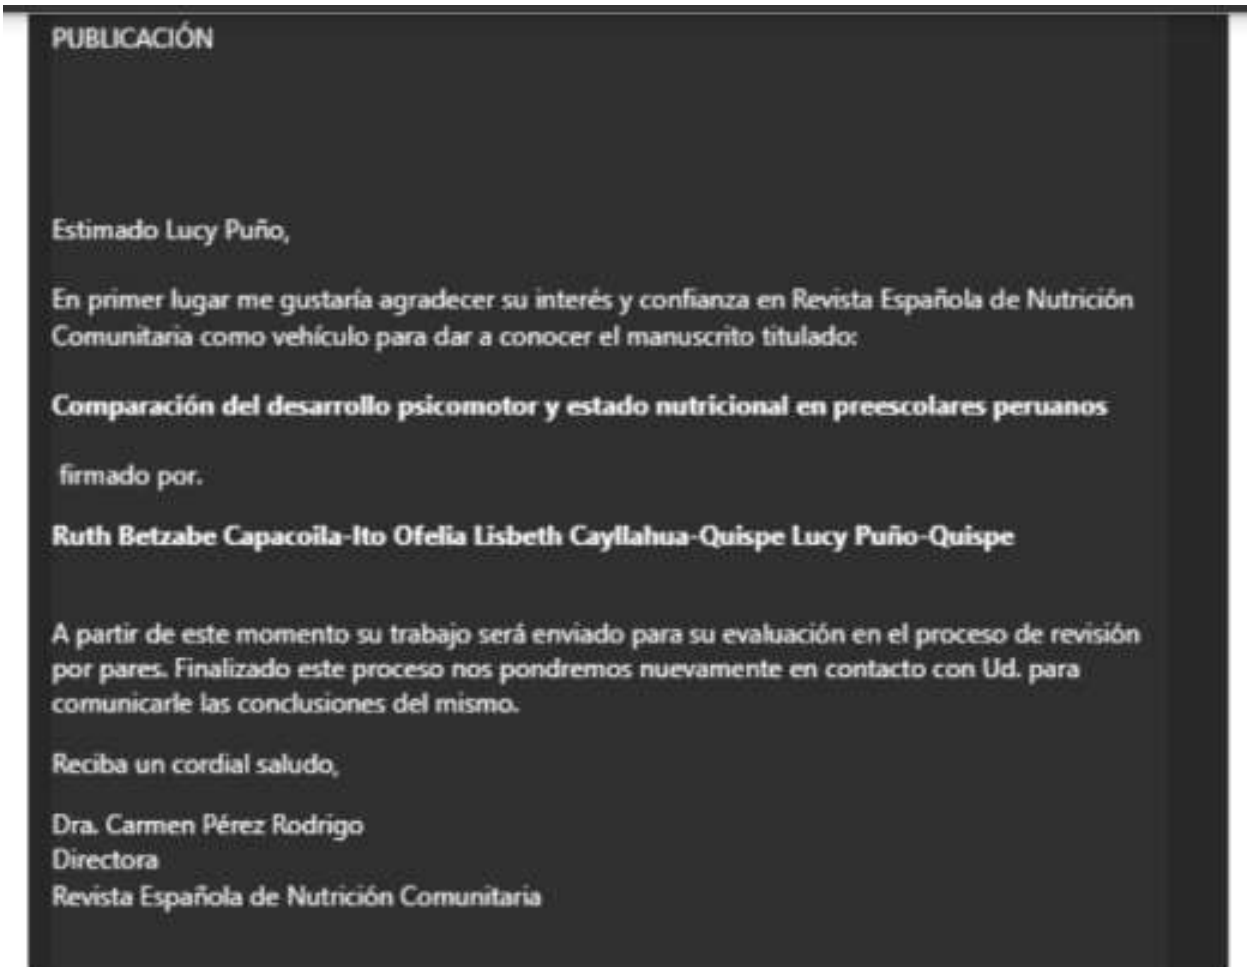 PUBLICACIÓN
Estimado Lucy Puño,
En primer lugar me gustaría agradecer su interés y confianza en Revista Española de Nutrición
Comunitaria como vehículo para dar a conocer el manuscrito titulado:
Comparación del desarrollo psicomotor y estado nutricional en preescolares peruanos
firmado por.
Ruth Betzabe Capacoila-Ito Ofelia Lisbeth Cayllahua-Quispe Lucy Puño-Quispe
A partir de este momento su trabajo será enviado para su evaluación en el proceso de revisión
por pares. Finalizado este proceso nos pondremos nuevamente en contacto con Ud. para
comunicarle las conclusiones del mismo.
Reciba un cordial saludo,
Dra. Carmen Pérez Rodrigo
Directora
Revista Española de Nutrición Comunitaria